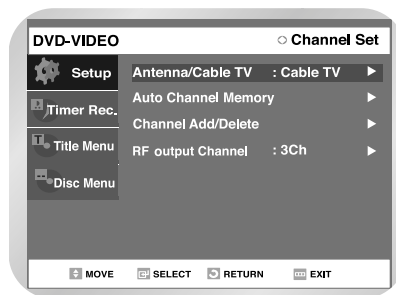 DVD-VIDEO
Channel Set
Setup
Antenna/Cable TV : Cable TV
Auto Channel Memory
Timer Rec.
Channel Add/Delete
Title Menu
RF output Channel : 3Ch
Disc Menu
MOVE SELECT RETURN EXIT